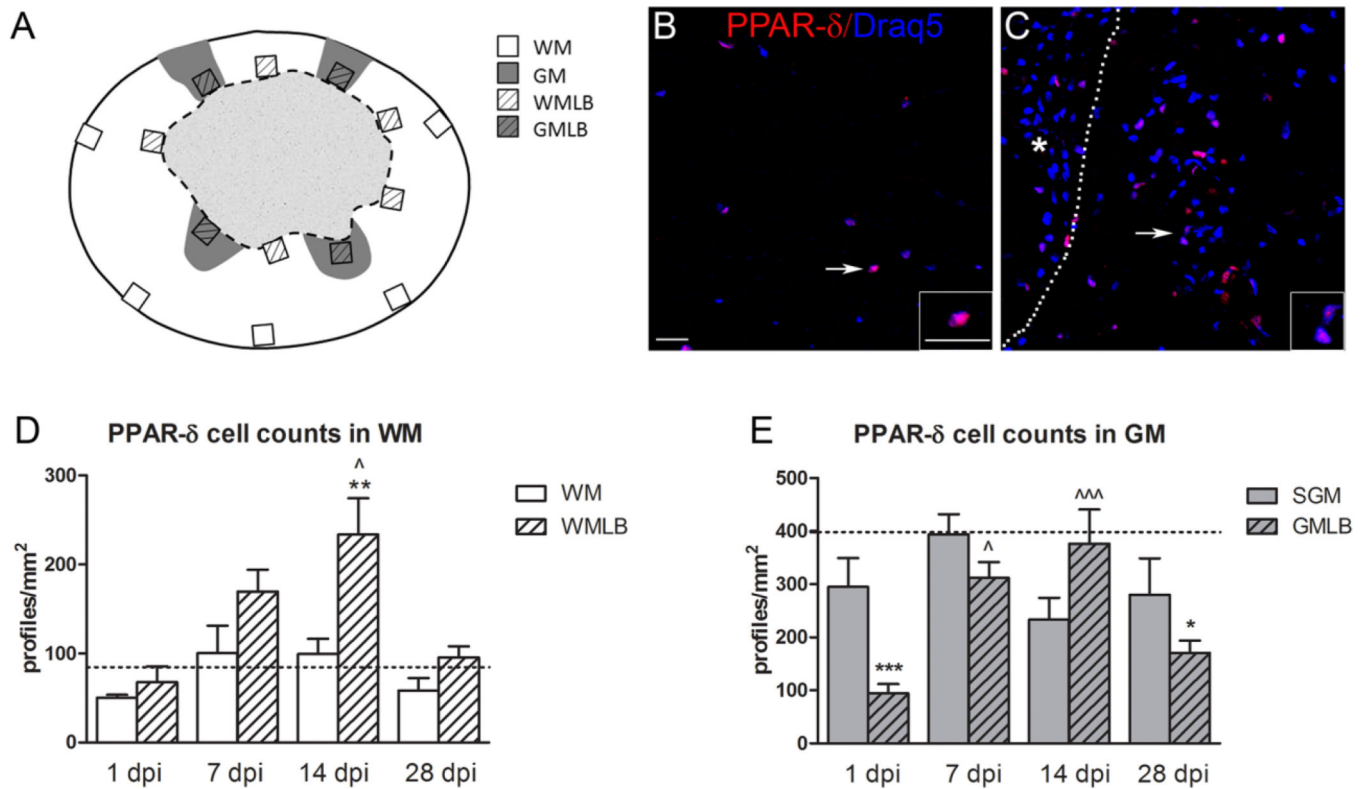 A
WM
GM
WMLB
GMLB
B
PPAR-δ/Draq5
C
*
D
PPAR-δ cell counts in WM
profiles/mm²
300
200
100
0
^
**
1 dpi 7 dpi 14 dpi 28 dpi
WM
WMLB
E
PPAR-δ cell counts in GM
profiles/mm²
500
400
300
200
100
0
***
^
^^^
*
1 dpi 7 dpi 14 dpi 28 dpi
SGM
GMLB